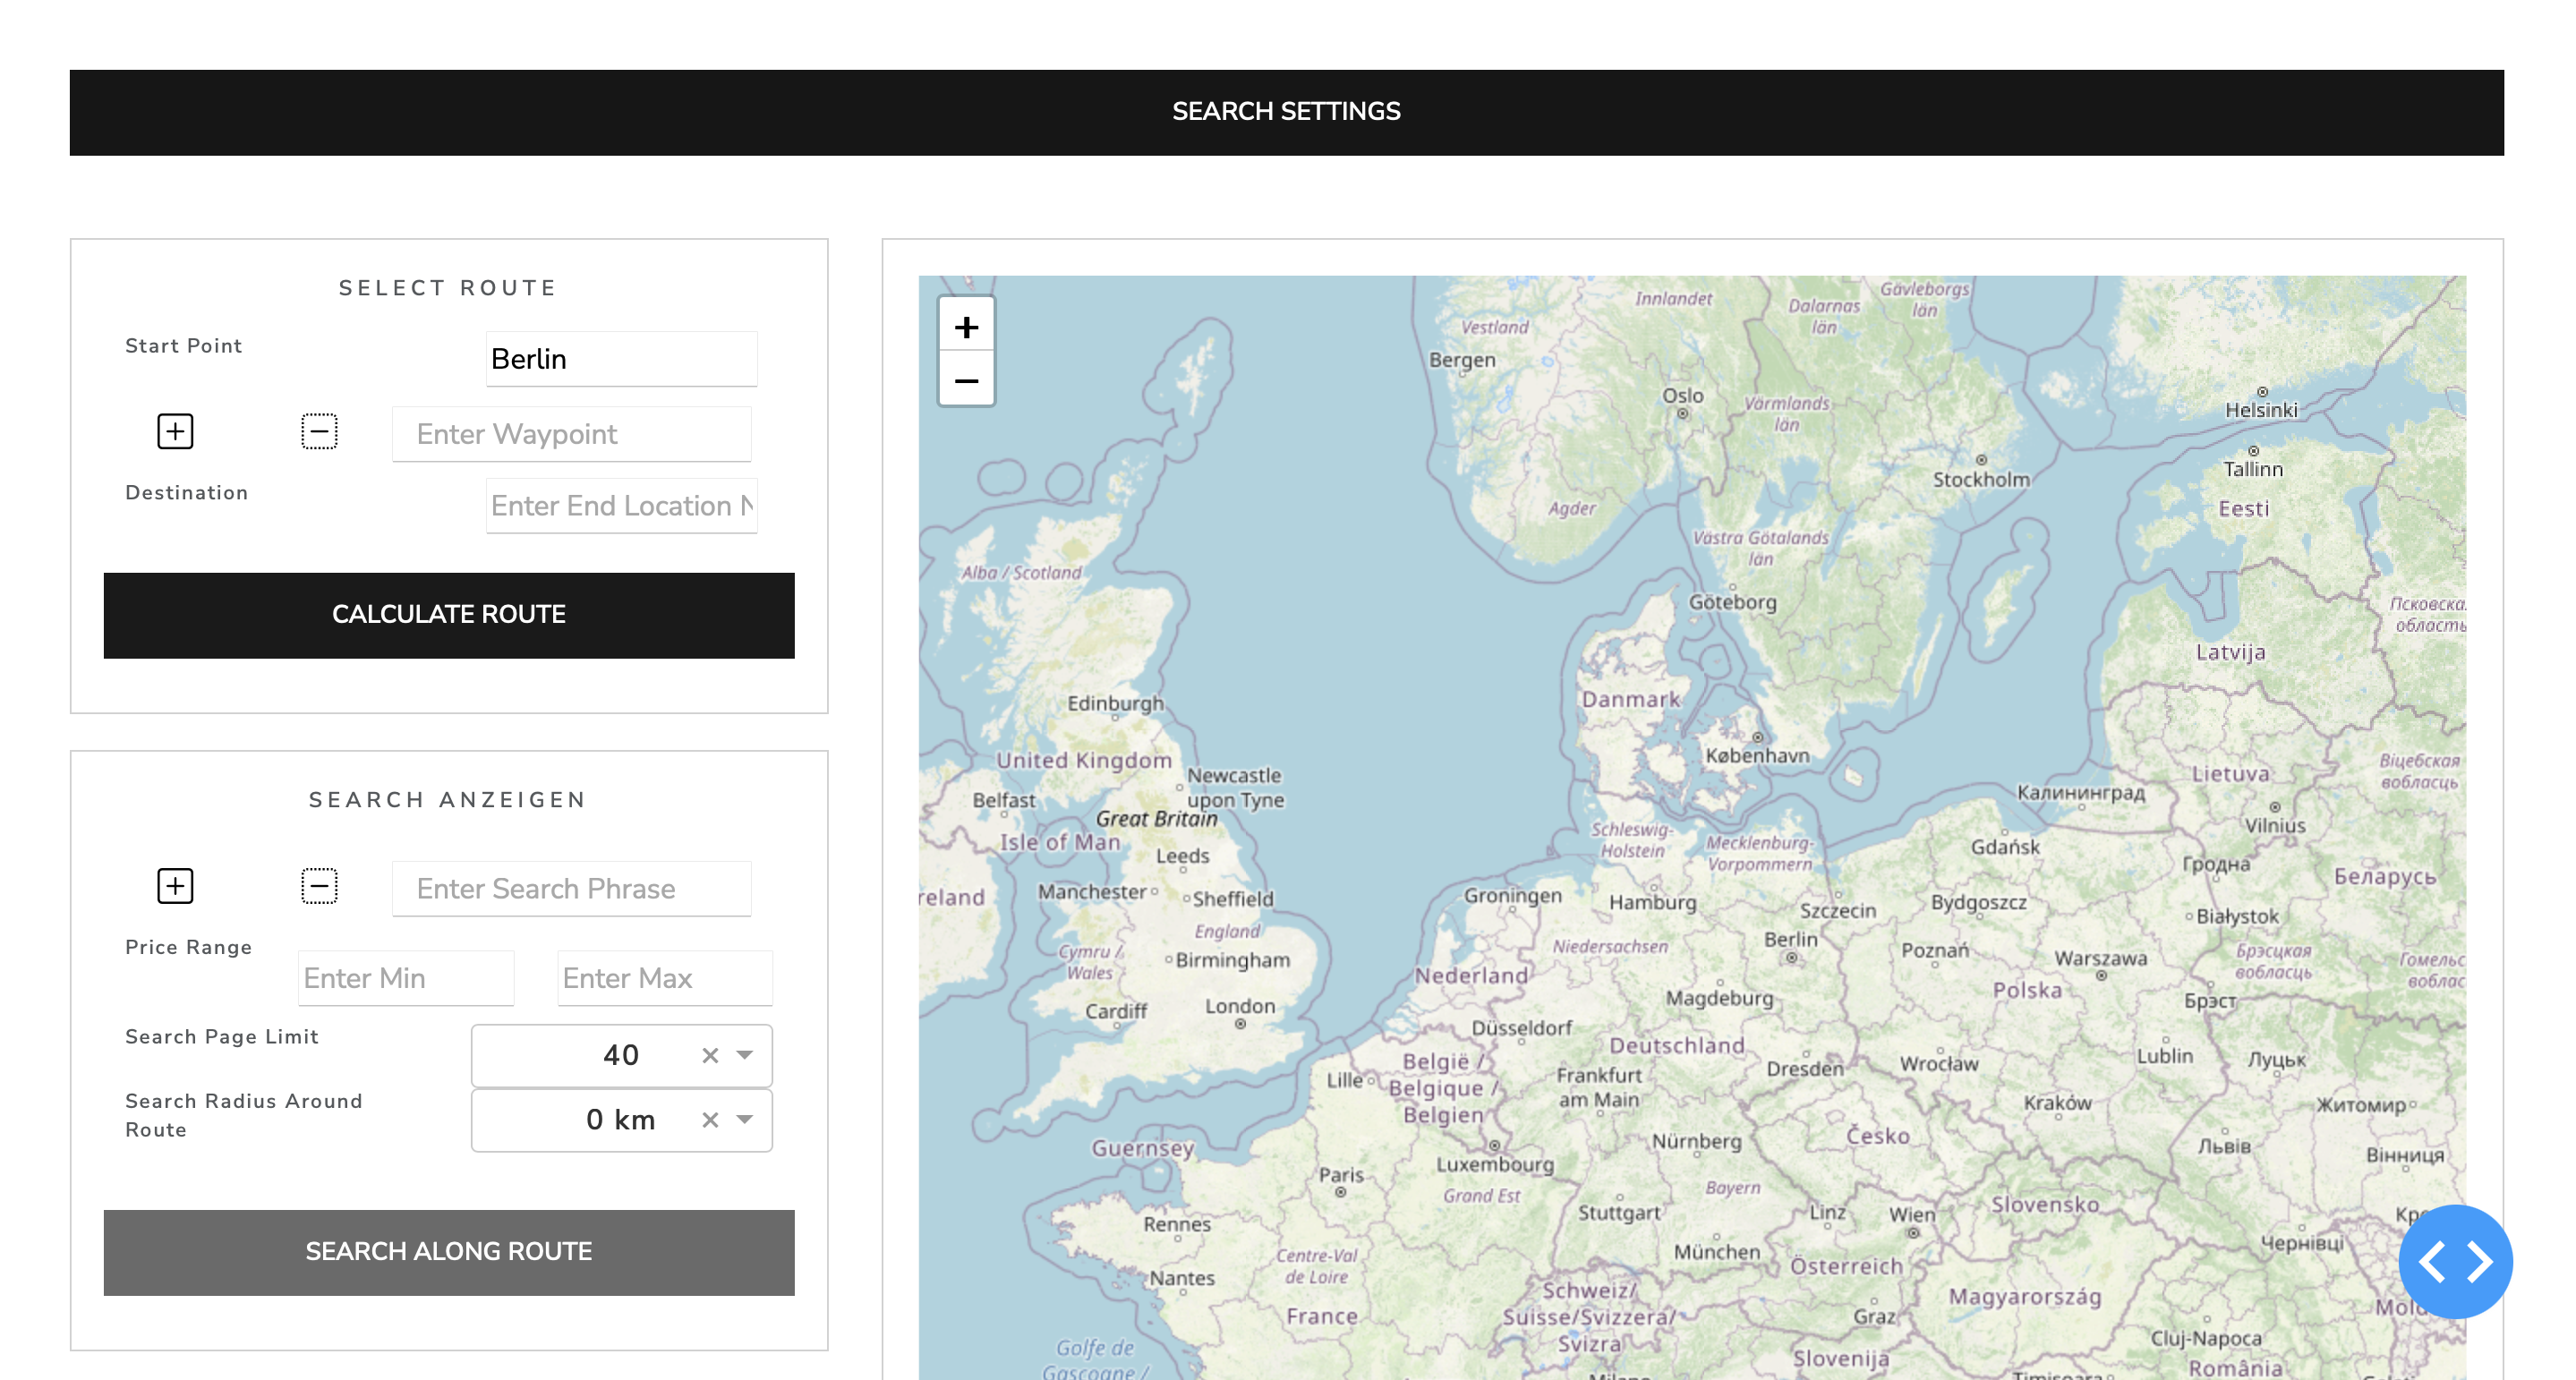 SEARCH SETTINGS
SELECT ROUTE
Start Point
Berlin
Enter Waypoint
Destination
Enter End Location N
CALCULATE ROUTE
SEARCH ANZEIGEN
Enter Search Phrase
Price Range
Enter Min
Enter Max
Search Page Limit
40
Search Radius Around
Route
0 km
SEARCH ALONG ROUTE
+
−
Innlandet
Gävleborgs
län
Dalarnas
län
Vestland
Bergen
Oslo
Värmlands
län
Helsinki
Stockholm
Tallinn
Eesti
Agder
Västra Götalands
län
Alba / Scotland
Göteborg
Псковска
область
Latvija
Danmark
Edinburgh
København
United Kingdom
Newcastle
upon Tyne
Віцебская
вобласць
Lietuva
Калининград
Belfast
Great Britain
Vilnius
Isle of Man
Schleswig-
Holstein
Mecklenburg-
Vorpommern
Gdańsk
Leeds
Гродна
Беларусь
Manchester
Sheffield
reland
Groningen
Hamburg
Szczecin
Bydgoszcz
Białystok
England
Cymru /
Wales
Niedersachsen
Berlin
Poznań
Warszawa
Брэсцкая
вобласць
Гомельс
воблас
Birmingham
Nederland
Polska
Cardiff
London
Magdeburg
Брэст
Düsseldorf
Deutschland
België /
Belgique /
Belgien
Dresden
Wrocław
Lublin
Луцьк
Lille
Frankfurt
am Main
Kraków
Житомир
Guernsey
Nürnberg
Česko
Львів
Вінниця
Luxembourg
Paris
Grand Est
Bayern
Slovensko
Stuttgart
Linz
Wien
Rennes
Чернівці
München
Österreich
Centre-Val
de Loire
Nantes
Schweiz/
Suisse/Svizzera/
Svizra
Magyarország
Mol
France
Graz
Cluj-Napoca
Golfe de
Gascogne /
Slovenija
România